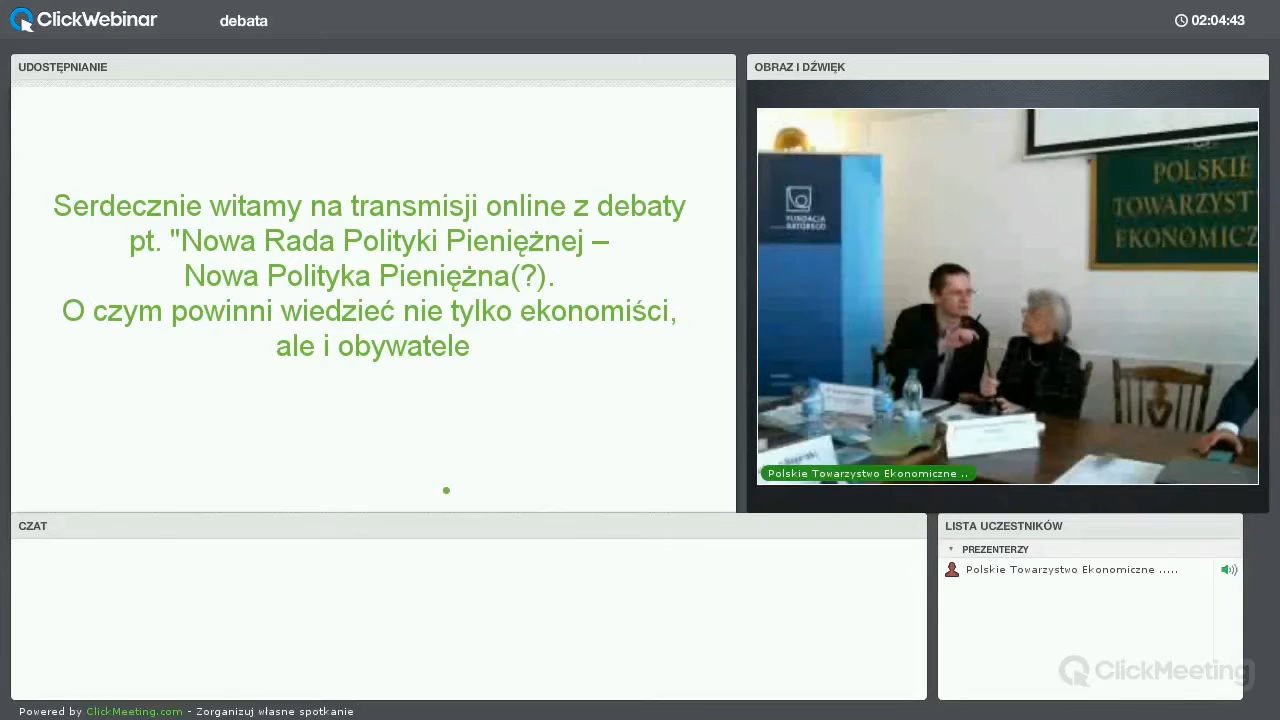 ClickWebinar
debata
02:04:43
UDOSTĘPNIANIE
OBRAZ I DŹWIĘK
Serdecznie witamy na transmisji online z debaty
pt. "Nowa Rada Polityki Pieniężnej –
Nowa Polityka Pieniężna(?).
O czym powinni wiedzieć nie tylko ekonomiści,
ale i obywatele
FUNDACJA
BATOREGO
POLSKIE
TOWARZYST
EKONOMICZ
Polskie Towarzystwo Ekonomiczne ..
CZAT
LISTA UCZESTNIKÓW
PREZENTERZY
Polskie Towarzystwo Ekonomiczne .....
ClickMeeting
Powered by ClickMeeting.com - Zorganizuj własne spotkanie